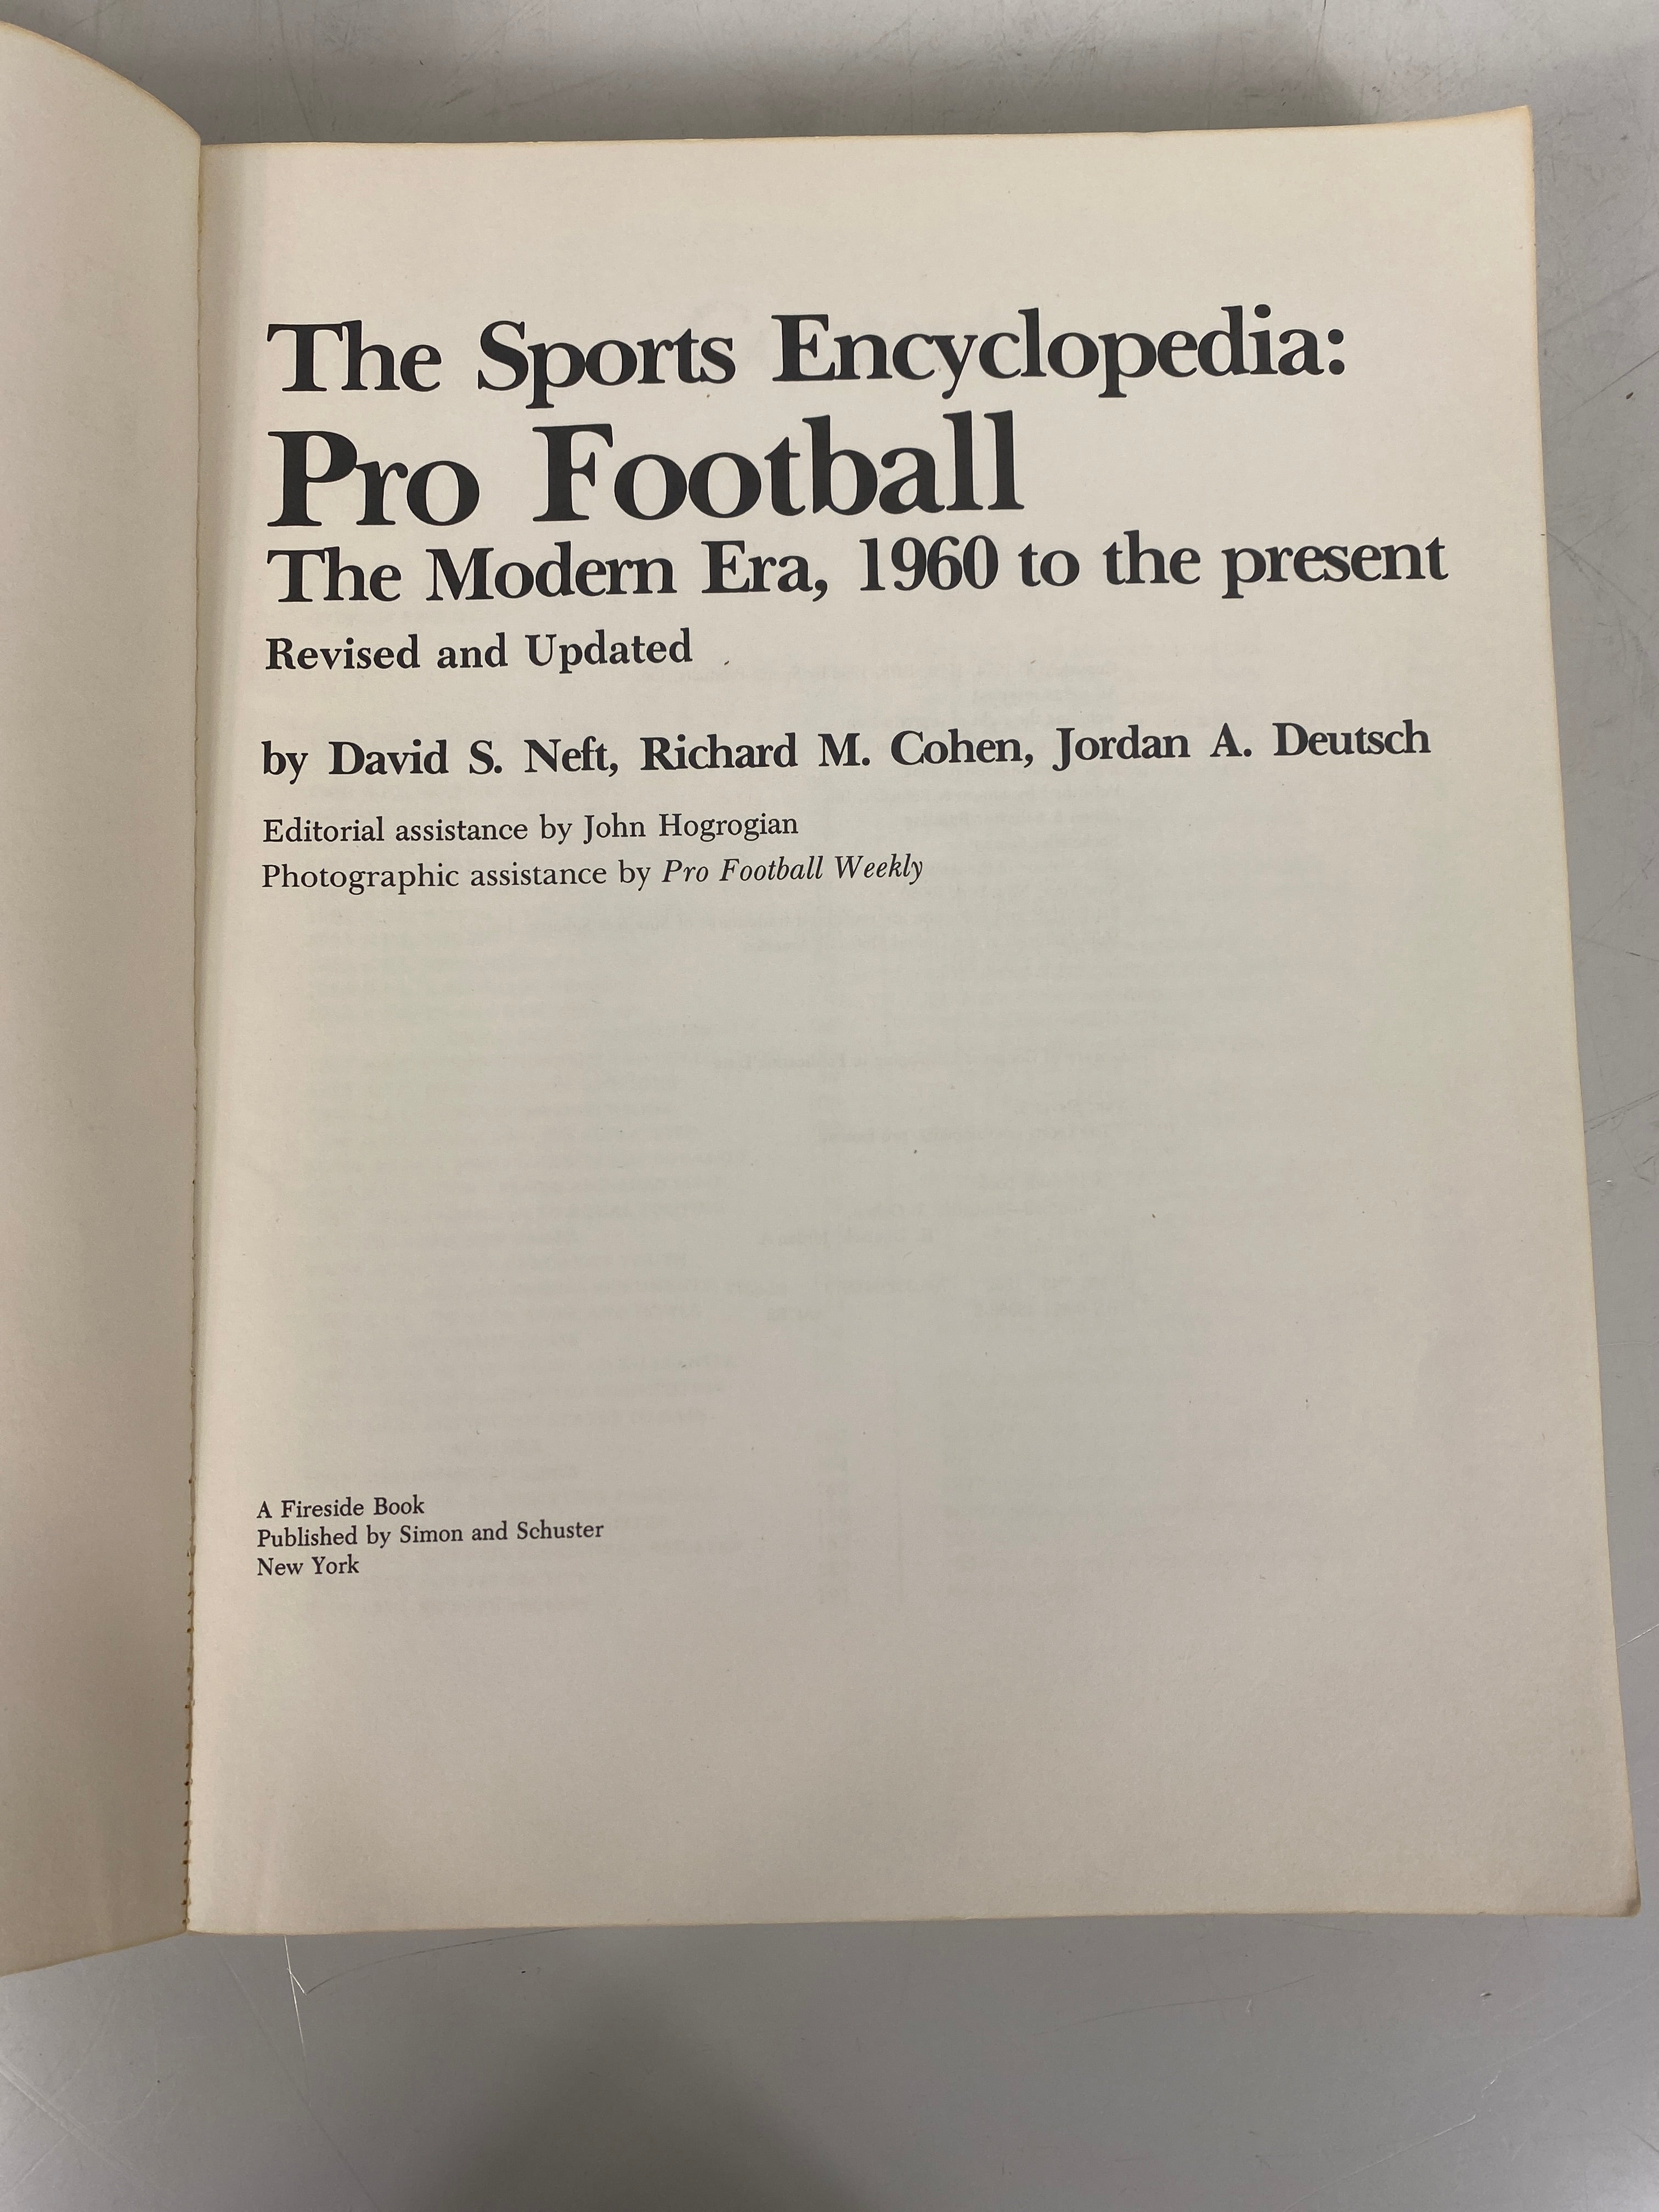 The Sports Encyclopedia:
Pro Football
The Modern Era, 1960 to the present
Revised and Updated
by David S. Neft, Richard M. Cohen, Jordan A. Deutsch
Editorial assistance by John Hogrogian
Photographic assistance by Pro Football Weekly
A Fireside Book
Published by Simon and Schuster
New York